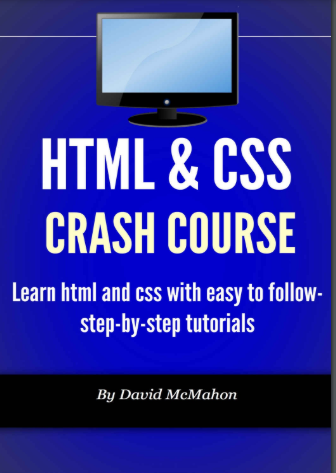 HTML & CSS
CRASH COURSE
Learn html and css with easy to follow-
step-by-step tutorials
By David McMahon